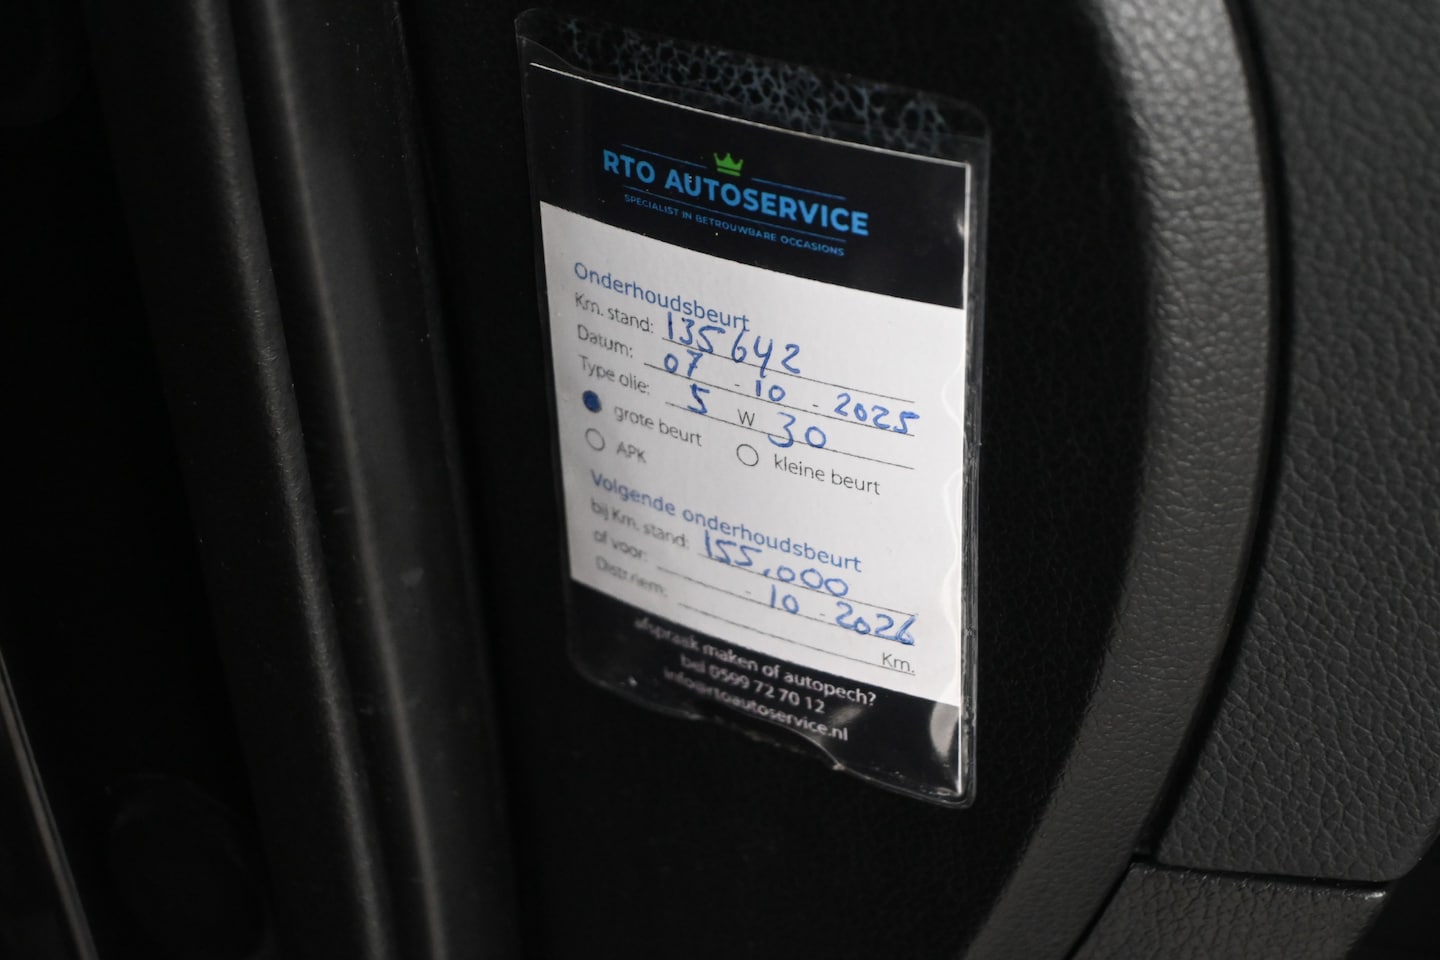 RTO AUTOSERVICE
SPECIALIST IN BETROUWBARE OCCASIONS
Onderhoudsbeurt
Km. stand: 135642
Datum: 07 - 10 - 2025
Type olie: 5 W 30
grote beurt kleine beurt
APK
Volgende onderhoudsbeurt
bij Km. stand: 155.000
of voor: - 10 - 2026
Distr.riem: Km.
afspraak maken of autopech?
bel 0599 72 70 12
info@rtoautoservice.nl